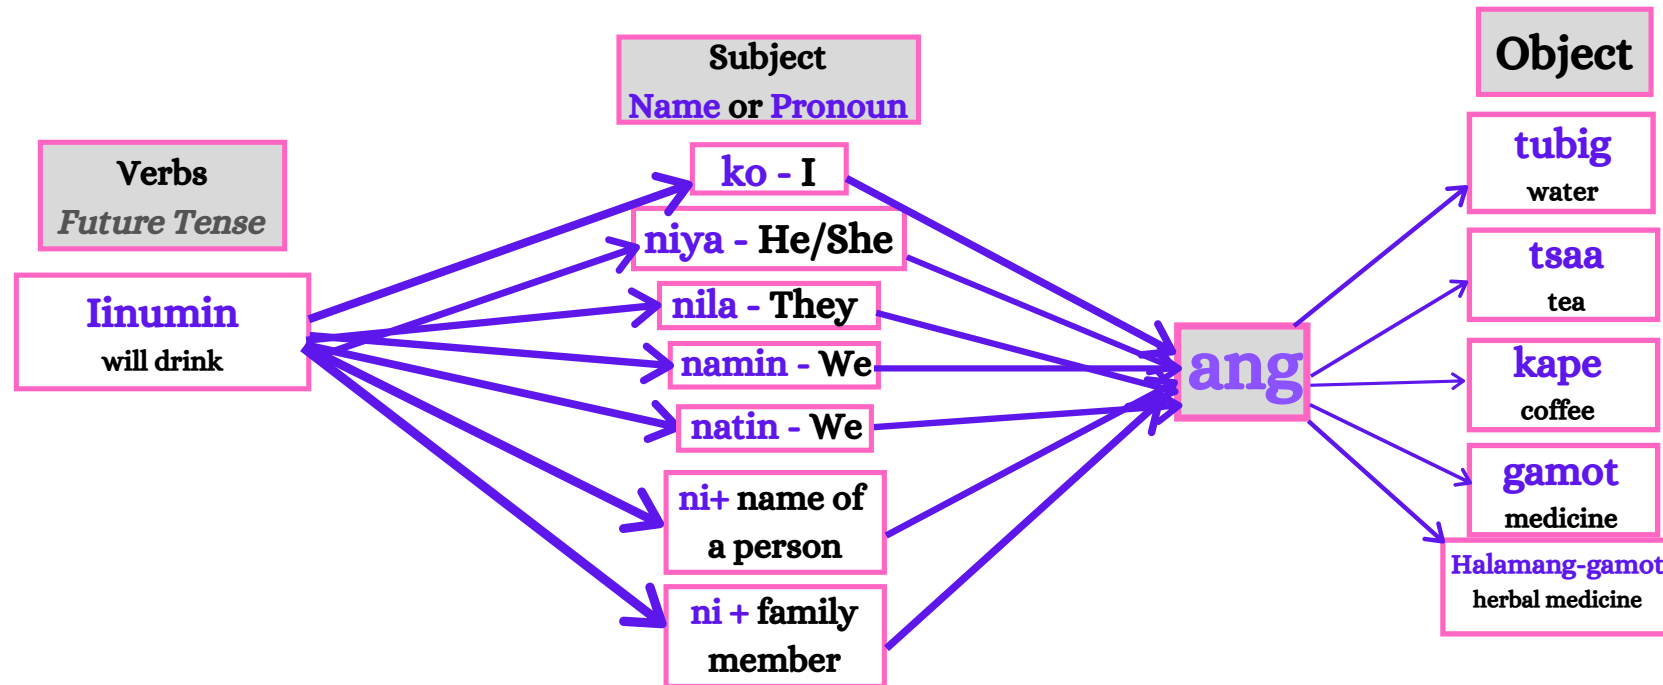 Verbs
Future Tense
Iinumin
will drink
Subject
Name or Pronoun
ko - I
niya - He/She
nila - They
namin - We
natin - We
ni+ name of
a person
ni + family
member
ang
Object
tubig
water
tsaa
tea
kape
coffee
gamot
medicine
Halamang-gamot
herbal medicine